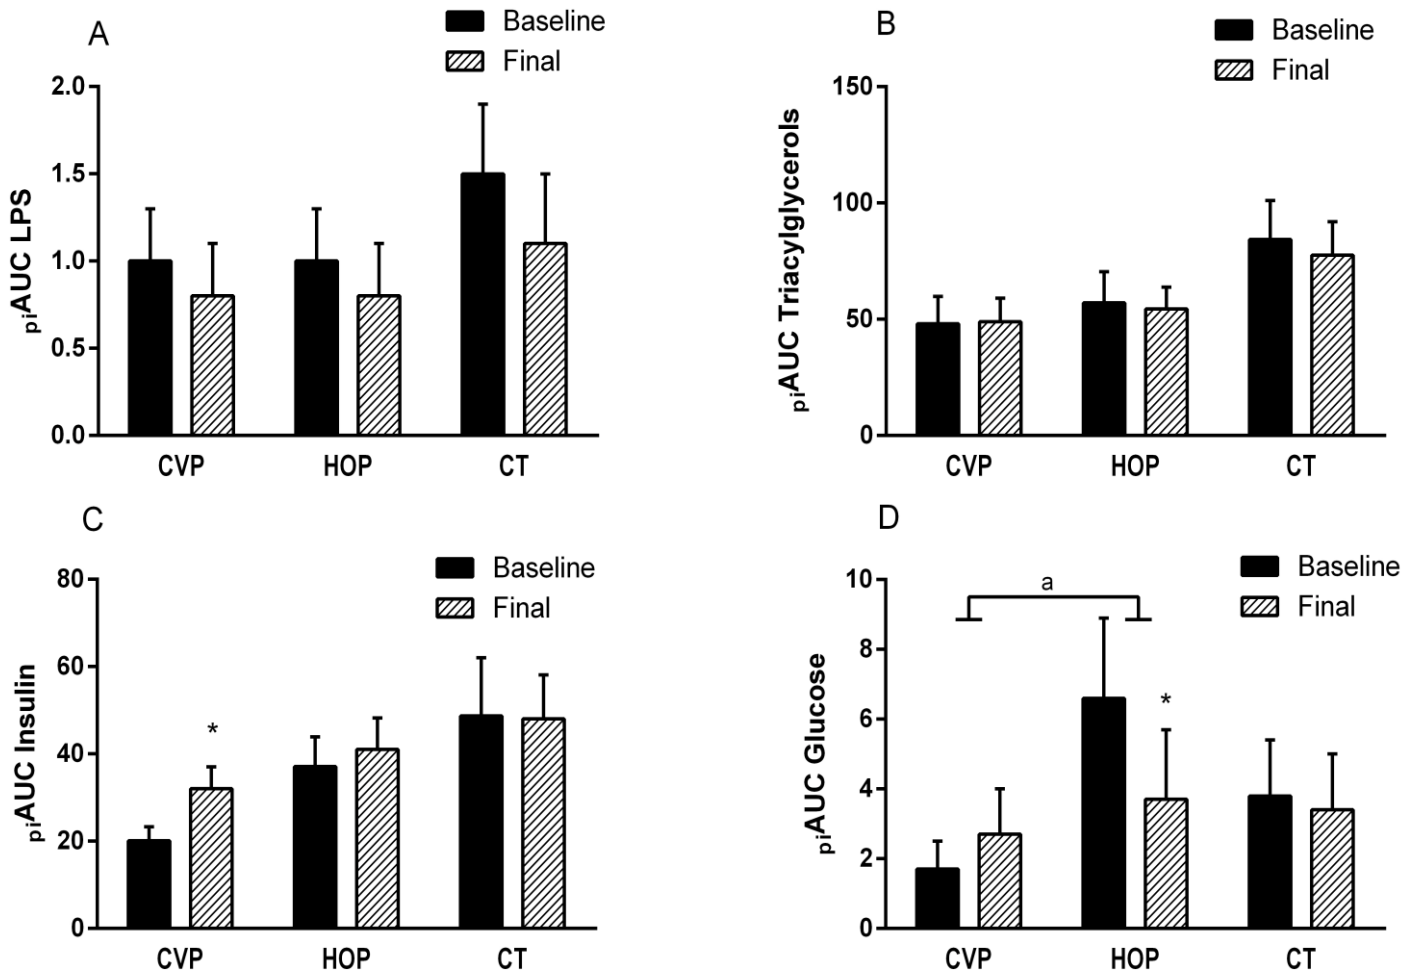 A
Baseline
Final
piAUC LPS
2.0
1.5
1.0
0.5
0.0
CVP HOP CT
B
Baseline
Final
piAUC Triacylglycerols
150
100
50
0
CVP HOP CT
C
Baseline
Final
piAUC Insulin
80
60
40
20
0
*
CVP HOP CT
D
Baseline
Final
piAUC Glucose
10
8
6
4
2
0
a
*
CVP HOP CT